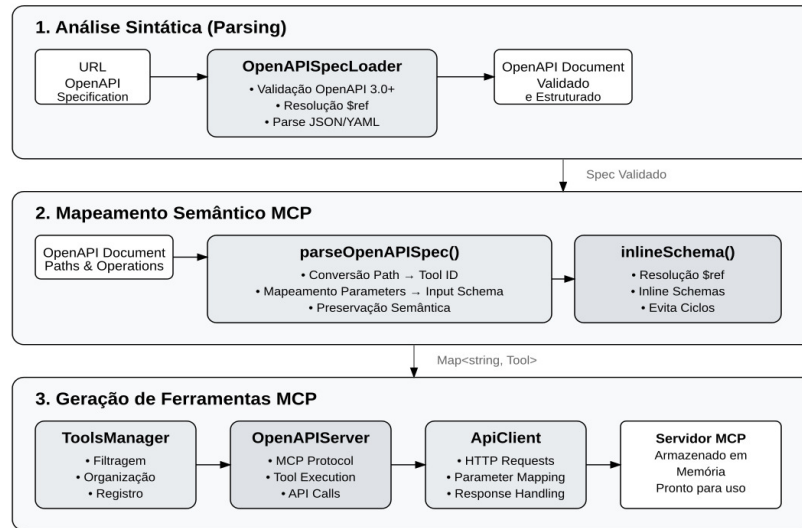 1. Análise Sintática (Parsing)
URL
OpenAPI
Specification
OpenAPISpecLoader
• Validação OpenAPI 3.0+
• Resolução $ref
• Parse JSON/YAML
OpenAPI Document
Validado
e Estruturado
Spec Validado
2. Mapeamento Semântico MCP
OpenAPI Document
Paths & Operations
parseOpenAPISpec()
• Conversão Path → Tool ID
• Mapeamento Parameters → Input Schema
• Preservação Semântica
inlineSchema()
• Resolução $ref
• Inline Schemas
• Evita Ciclos
Map<string, Tool>
3. Geração de Ferramentas MCP
ToolsManager
• Filtragem
• Organização
• Registro
OpenAPIServer
• MCP Protocol
• Tool Execution
• API Calls
ApiClient
• HTTP Requests
• Parameter Mapping
• Response Handling
Servidor MCP
Armazenado em
Memória
Pronto para uso